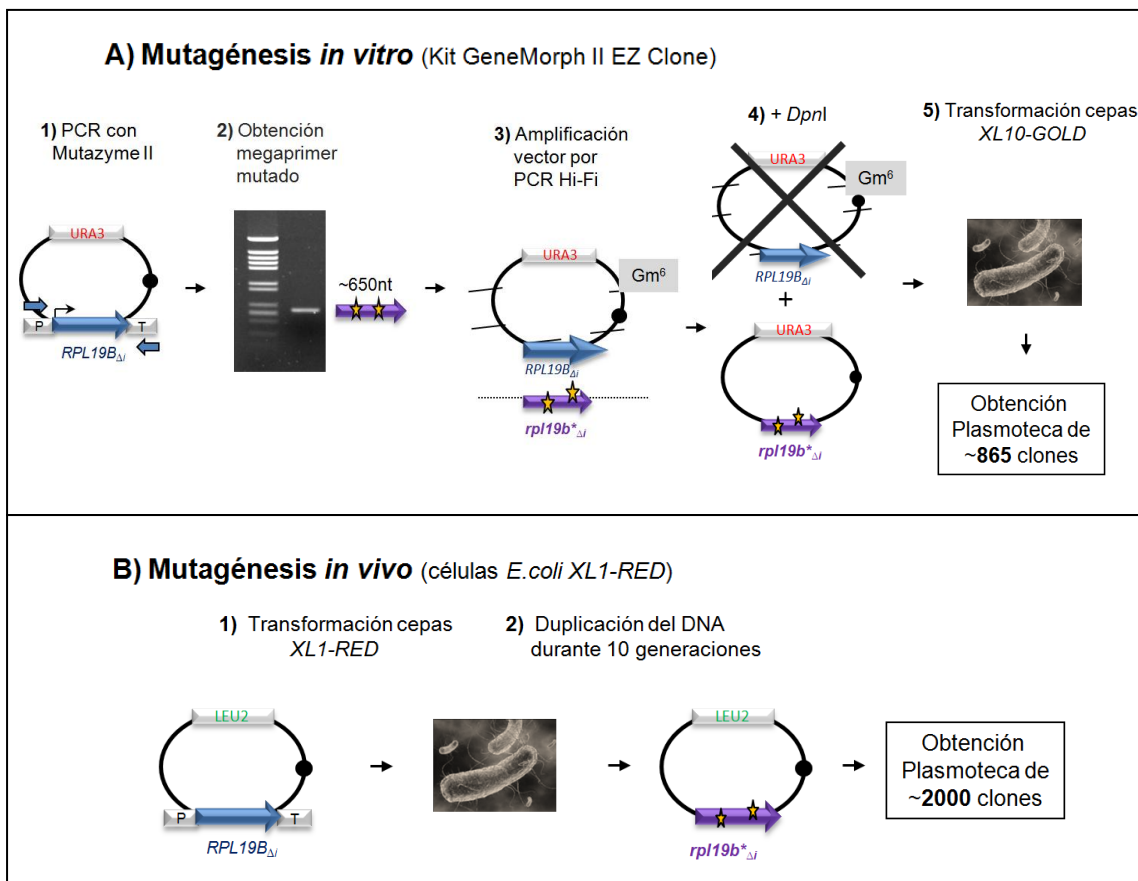 A) Mutagénesis in vitro (Kit GeneMorph II EZ Clone)
1) PCR con
Mutazyme II
2) Obtención
megaprimer
mutado
3) Amplificación
vector por
PCR Hi-Fi
4) + DpnI
5) Transformación cepas
XL10-GOLD
URA3
P
T
RPL19BΔi
~650nt
URA3
Gm⁶
RPL19BΔi
rpl19b*Δi
URA3
Gm⁶
RPL19BΔi
+
URA3
rpl19b*Δi
Obtención
Plasmoteca de
~865 clones
B) Mutagénesis in vivo (células E.coli XL1-RED)
1) Transformación cepas
XL1-RED
2) Duplicación del DNA
durante 10 generaciones
LEU2
P
T
RPL19BΔi
LEU2
rpl19b*Δi
Obtención
Plasmoteca de
~2000 clones